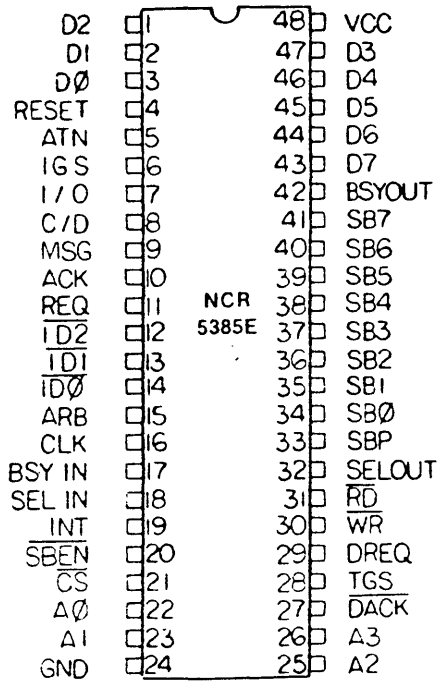 D2 1 48 VCC
D1 2 47 D3
DØ 3 46 D4
RESET 4 45 D5
ATN 5 44 D6
IGS 6 43 D7
I/O 7 42 BSYOUT
C/D 8 41 SB7
MSG 9 40 SB6
ACK 10 39 SB5
REQ 11 NCR 38 SB4
ID2 12 5385E 37 SB3
ID1 13 36 SB2
IDØ 14 35 SB1
ARB 15 34 SBØ
CLK 16 33 SBP
BSY IN 17 32 SELOUT
SEL IN 18 31 RD
INT 19 30 WR
SBEN 20 29 DREQ
CS 21 28 TGS
AØ 22 27 DACK
A1 23 26 A3
GND 24 25 A2